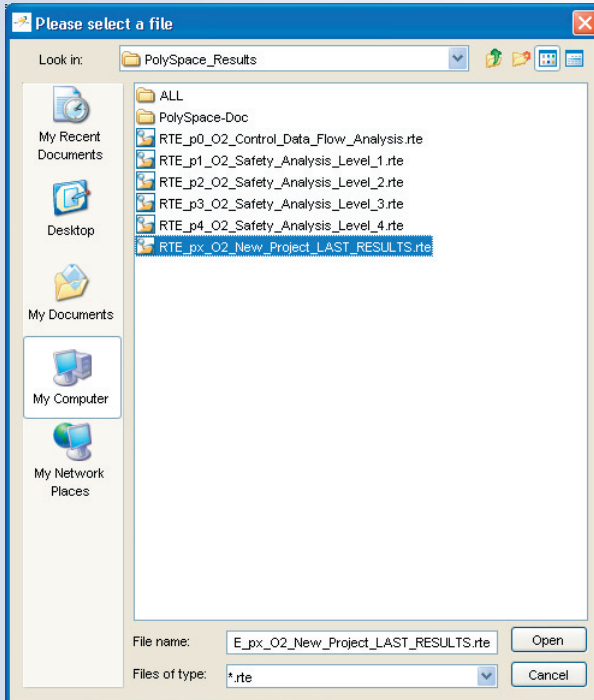 Please select a file
Look in:
PolySpace_Results
My Recent
Documents
Desktop
My Documents
My Computer
My Network
Places
ALL
PolySpace-Doc
RTE_p0_O2_Control_Data_Flow_Analysis.rte
RTE_p1_O2_Safety_Analysis_Level_1.rte
RTE_p2_O2_Safety_Analysis_Level_2.rte
RTE_p3_O2_Safety_Analysis_Level_3.rte
RTE_p4_O2_Safety_Analysis_Level_4.rte
RTE_px_O2_New_Project_LAST_RESULTS.rte
File name:
E_px_O2_New_Project_LAST_RESULTS.rte
Open
Files of type:
*.rte
Cancel